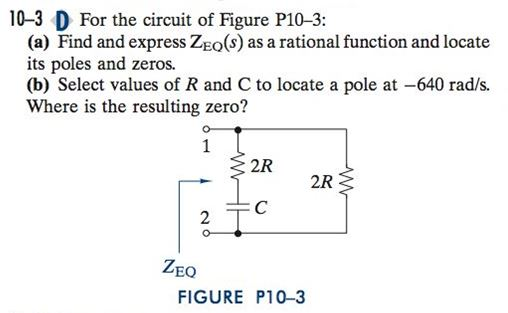 10–3 D For the circuit of Figure P10–3:
(a) Find and express Z_EQ(s) as a rational function and locate
its poles and zeros.
(b) Select values of R and C to locate a pole at −640 rad/s.
Where is the resulting zero?
1
2R
2R
C
2
Z_EQ
FIGURE P10–3